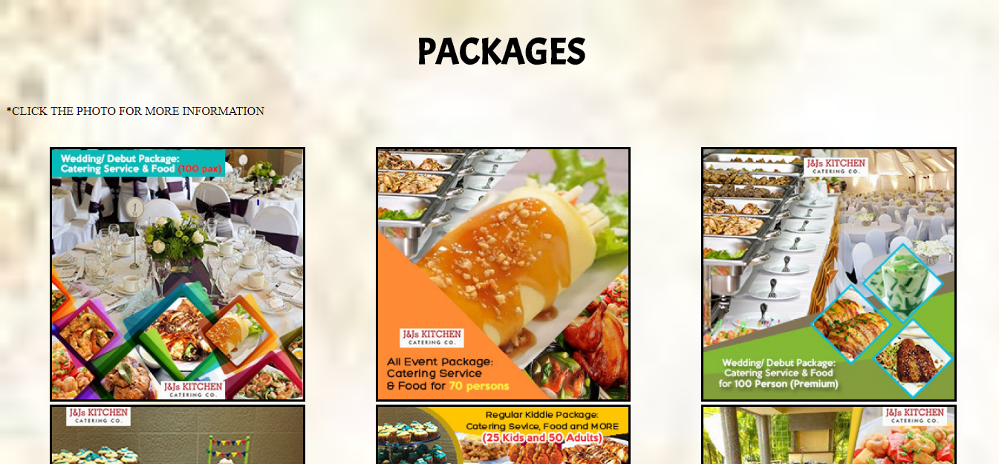 PACKAGES
*CLICK THE PHOTO FOR MORE INFORMATION
Wedding/ Debut Package:
Catering Service & Food (100 pax)
1
J&Js KITCHEN
CATERING CO.
J&Js KITCHEN
CATERING CO.
All Event Package:
Catering Service
& Food for 70 persons
J&Js KITCHEN
CATERING CO.
Wedding/ Debut Package:
Catering Service & Food
for 100 Person (Premium)
J&Js KITCHEN
CATERING CO.
Regular Kiddie Package:
Catering Sevice, Food and MORE
(25 Kids and 50 Adults)
J&Js KITCHEN
CATERING CO.